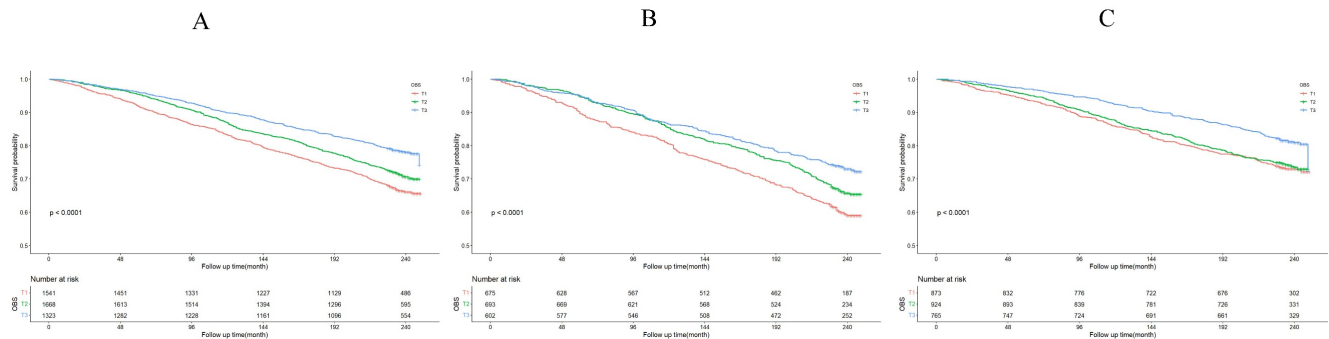 A
B
C
OBS
T1
T2
T3
1.0
0.9
0.8
0.7
0.6
0.5
Survival probability
p < 0.0001
0
48
96
144
192
240
Follow up time(month)
Number at risk
OBS
T1 1541 1451 1331 1227 1129 486
T2 1668 1613 1514 1394 1296 595
T3 1323 1282 1228 1161 1096 554
0 48 96 144 192 240
Follow up time(month)
OBS
T1
T2
T3
1.0
0.9
0.8
0.7
0.6
0.5
Survival probability
p < 0.0001
0
48
96
144
192
240
Follow up time(month)
Number at risk
OBS
T1 675 628 567 512 462 187
T2 693 669 621 568 524 234
T3 602 577 546 508 472 252
0 48 96 144 192 240
Follow up time(month)
OBS
T1
T2
T3
1.0
0.9
0.8
0.7
0.6
0.5
Survival probability
p < 0.0001
0
48
96
144
192
240
Follow up time(month)
Number at risk
OBS
T1 873 832 776 722 676 302
T2 924 893 839 781 726 331
T3 765 747 724 691 661 329
0 48 96 144 192 240
Follow up time(month)